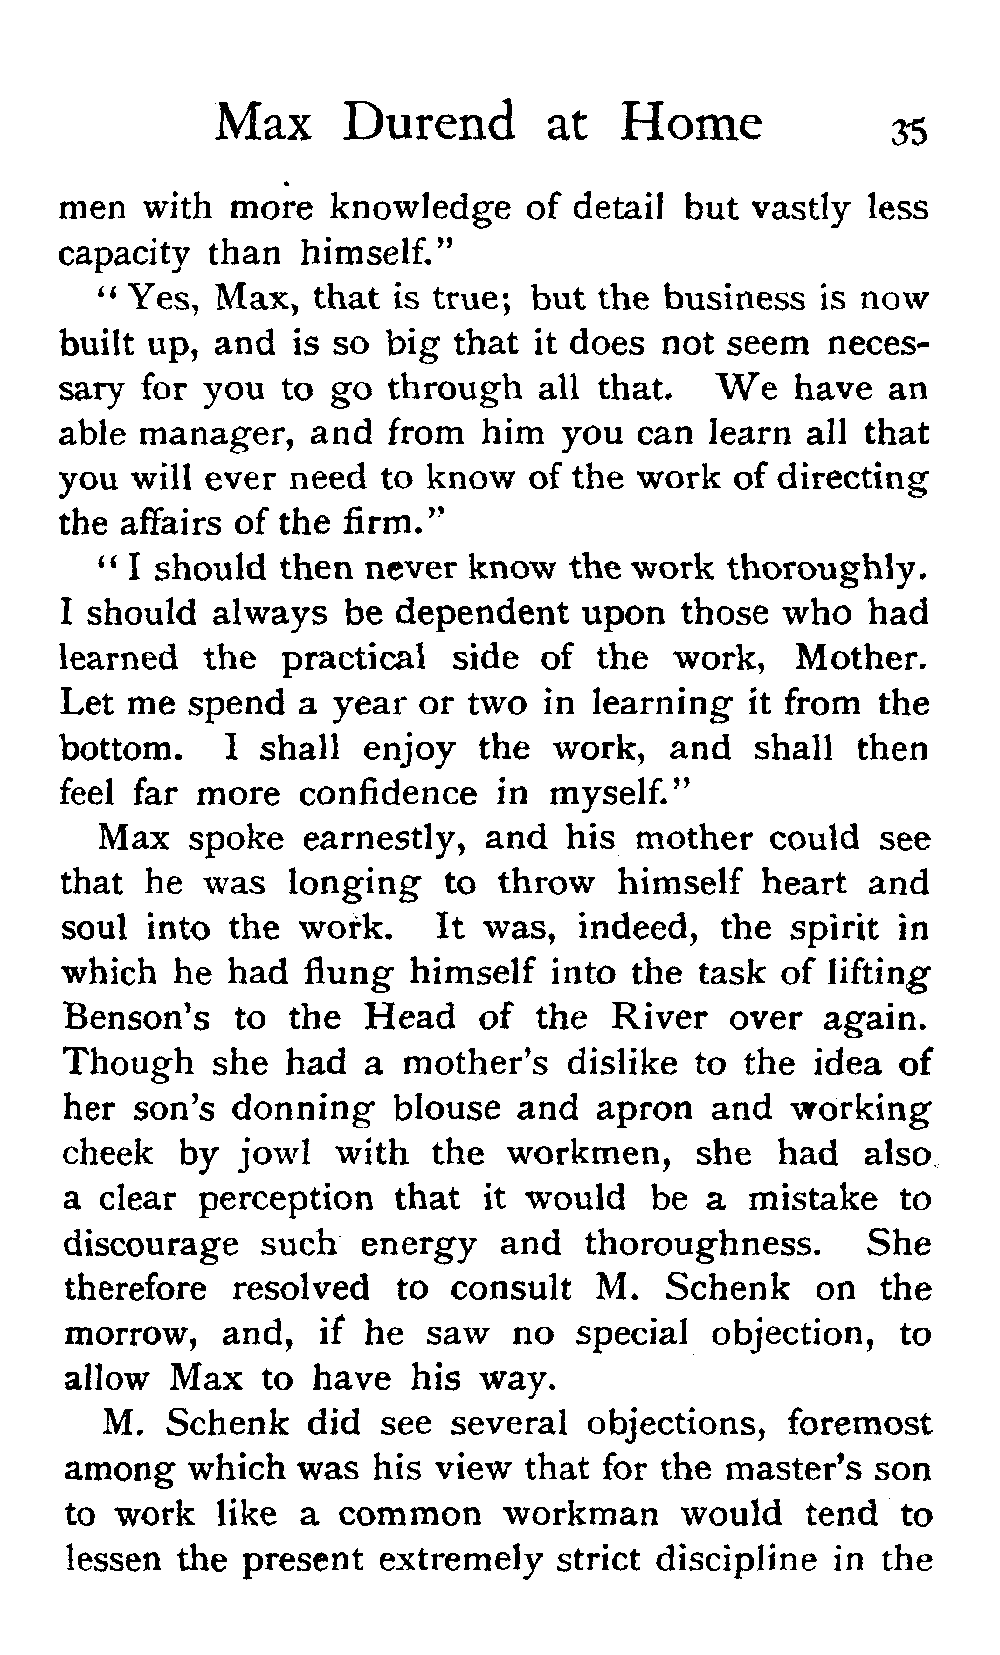 Max Durend at Home 35
men with more knowledge of detail but vastly less
capacity than himself."
"Yes, Max, that is true; but the business is now
built up, and is so big that it does not seem neces-
sary for you to go through all that. We have an
able manager, and from him you can learn all that
you will ever need to know of the work of directing
the affairs of the firm."
"I should then never know the work thoroughly.
I should always be dependent upon those who had
learned the practical side of the work, Mother.
Let me spend a year or two in learning it from the
bottom. I shall enjoy the work, and shall then
feel far more confidence in myself."
Max spoke earnestly, and his mother could see
that he was longing to throw himself heart and
soul into the work. It was, indeed, the spirit in
which he had flung himself into the task of lifting
Benson's to the Head of the River over again.
Though she had a mother's dislike to the idea of
her son's donning blouse and apron and working
cheek by jowl with the workmen, she had also
a clear perception that it would be a mistake to
discourage such energy and thoroughness. She
therefore resolved to consult M. Schenk on the
morrow, and, if he saw no special objection, to
allow Max to have his way.
M. Schenk did see several objections, foremost
among which was his view that for the master's son
to work like a common workman would tend to
lessen the present extremely strict discipline in the